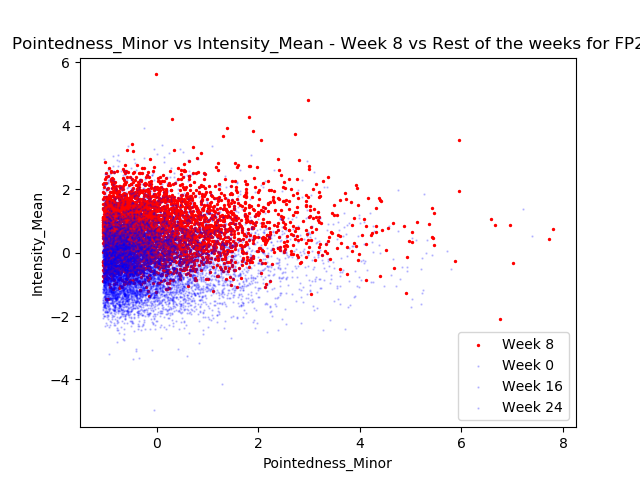 Pointedness_Minor vs Intensity_Mean - Week 8 vs Rest of the weeks for FP2
6
4
2
0
−2
−4
Intensity_Mean
Week 8
Week 0
Week 16
Week 24
0
2
4
6
8
Pointedness_Minor